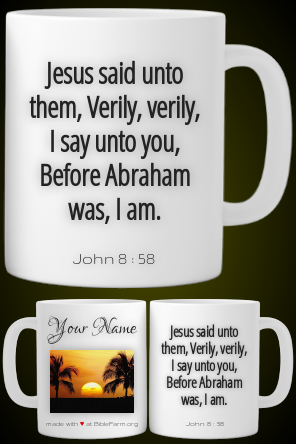 Jesus said unto
them, Verily, verily,
I say unto you,
Before Abraham
was, I am.
John 8 : 58
Your Name
made with ♥ at BibleFarm.org
Jesus said unto
them, Verily, verily,
I say unto you,
Before Abraham
was, I am.
John 8 : 58